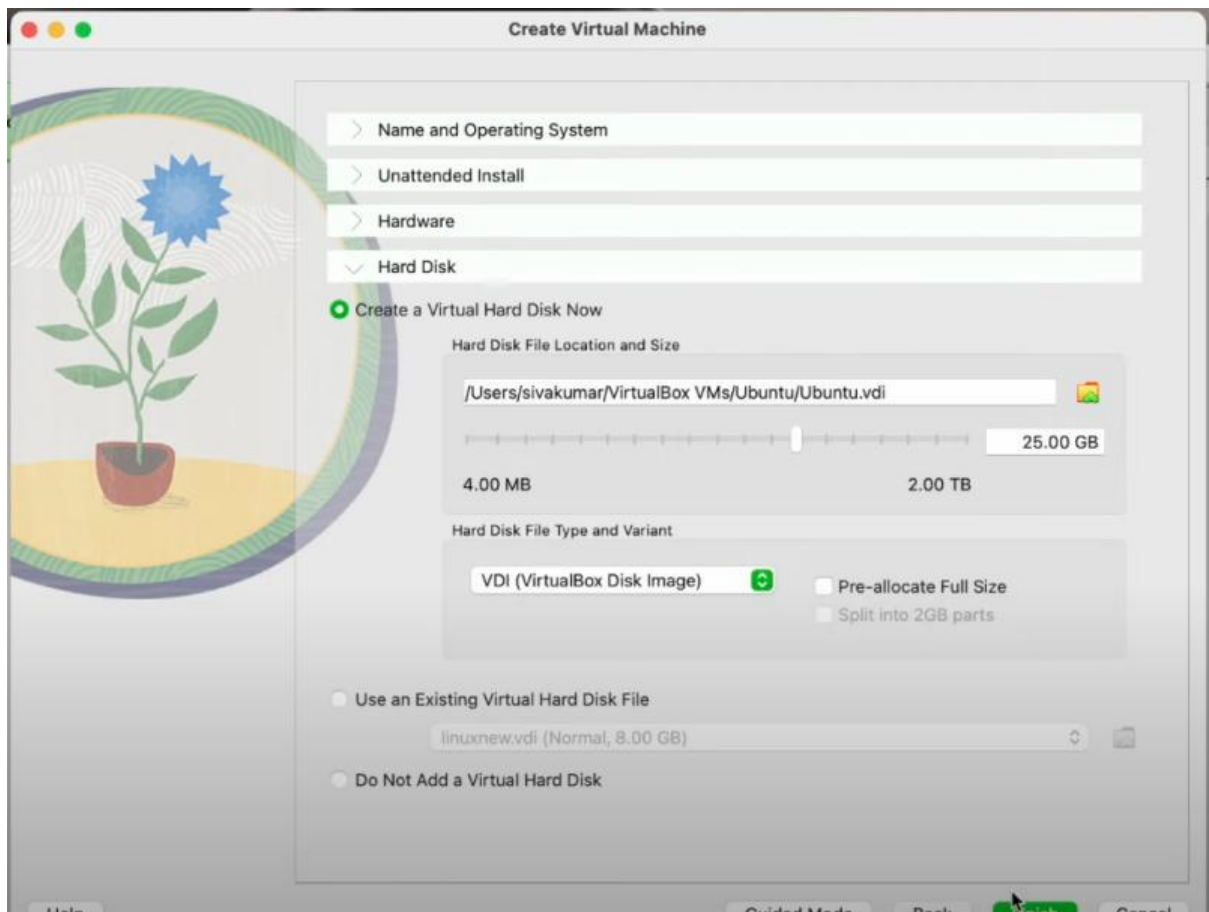 Create Virtual Machine
Name and Operating System
Unattended Install
Hardware
Hard Disk
Create a Virtual Hard Disk Now
Hard Disk File Location and Size
/Users/sivakumar/VirtualBox VMs/Ubuntu/Ubuntu.vdi
25.00 GB
4.00 MB 2.00 TB
Hard Disk File Type and Variant
VDI (VirtualBox Disk Image) Pre-allocate Full Size
Split into 2GB parts
Use an Existing Virtual Hard Disk File
linuxnew.vdi (Normal, 8.00 GB)
Do Not Add a Virtual Hard Disk
Help Guided Mode Back Finish Cancel